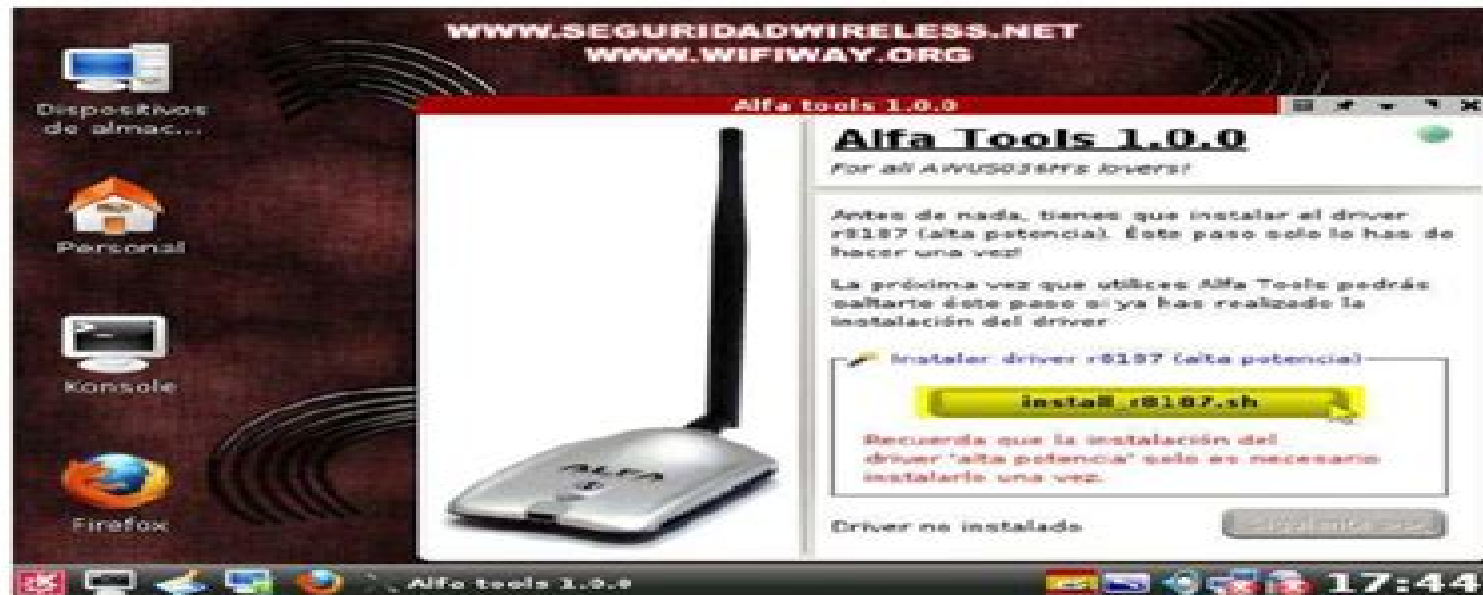 WWW.SEGURIDADWIRELESS.NET
WWW.WIFIWAY.ORG
Dispositivos
de almac...
Personal
Konsole
Firefox
Alfa tools 1.0.0
ALFA
Alfa Tools 1.0.0
For all AWUS036H's lovers!
Antes de nada, tienes que instalar el driver
r8187 (alta potencia). Éste paso solo lo has de
hacer una vez!
La próxima vez que utilices Alfa Tools podrás
saltarte éste paso si ya has realizado la
instalación del driver
Instalar driver r8187 (alta potencia)
install_r8187.sh
Recuerda que la instalación del
driver "alta potencia" solo es necesario
instalarlo una vez.
Driver no instalado
Alfa tools 1.0.0
17:44